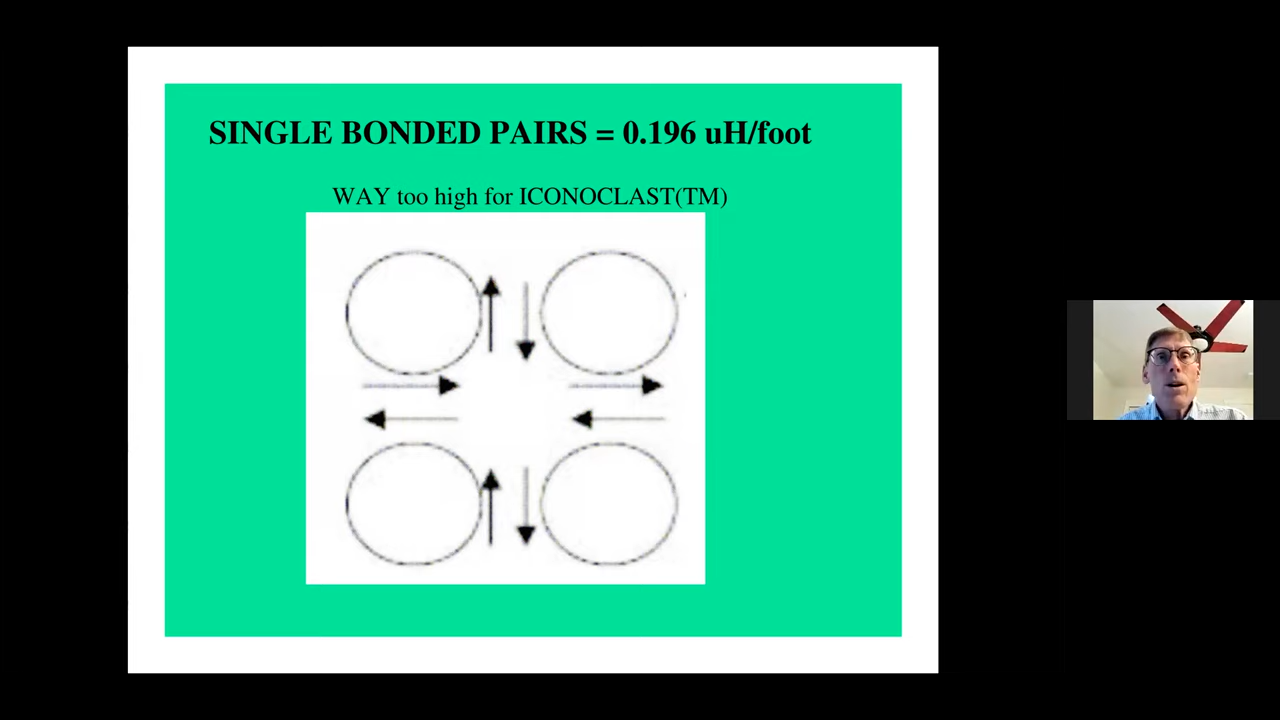 SINGLE BONDED PAIRS = 0.196 uH/foot
WAY too high for ICONOCLAST(TM)